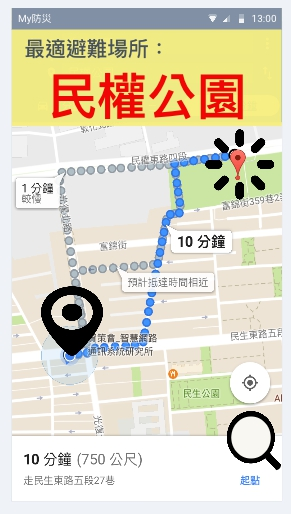 My防災 13:00
最適避難場所：
民權公園
民權東路四段
1 分鐘
較慢
富錦街359巷2
10 分鐘
富錦街
預計抵達時間相近
資策會_智慧網路
通訊系統研究所
民生東路五段
民生公園
10 分鐘 (750 公尺)
走民生東路五段27巷
起點